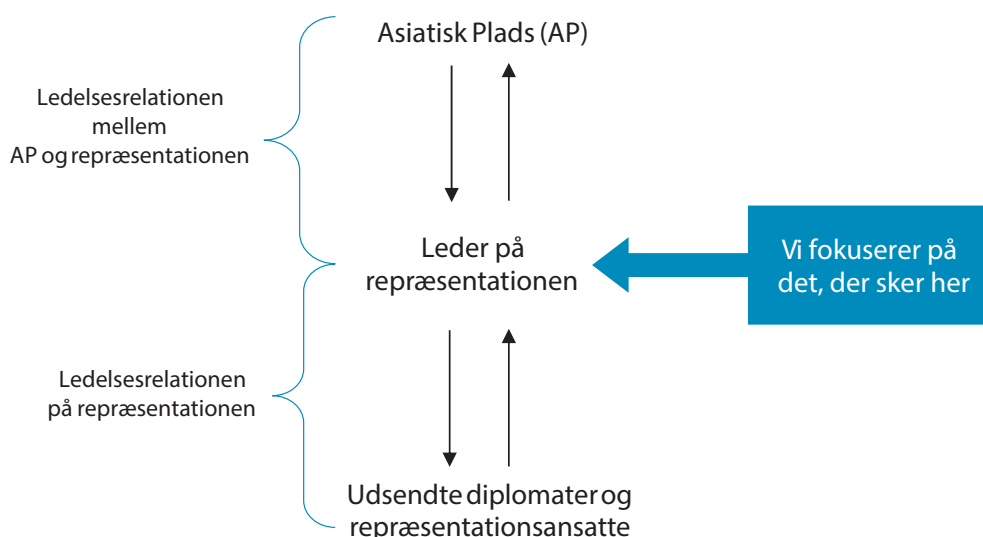 Asiatisk Plads (AP)
Ledelsesrelationen
mellem
AP og repræsentationen
Leder på
repræsentationen
Vi fokuserer på
det, der sker her
Ledelsesrelationen
på repræsentationen
Udsendte diplomater og
repræsentationsansatte